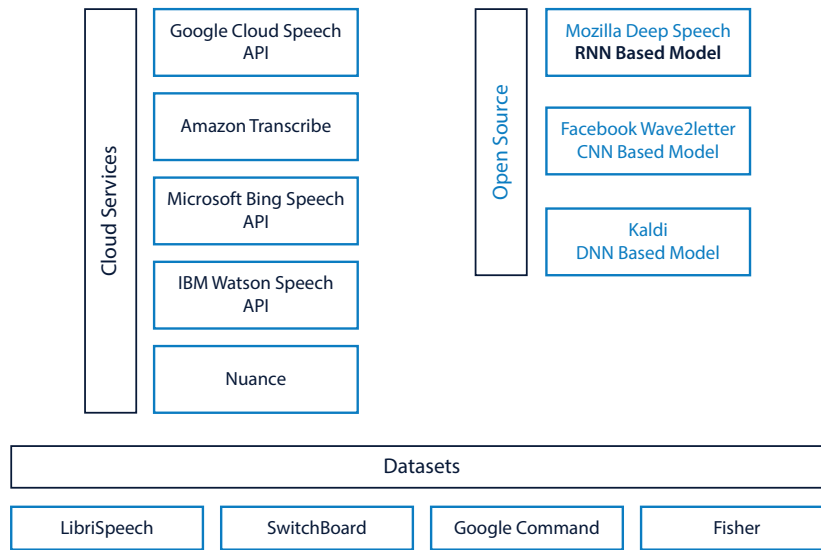 Cloud Services
Google Cloud Speech
API
Amazon Transcribe
Microsoft Bing Speech
API
IBM Watson Speech
API
Nuance
Open Source
Mozilla Deep Speech
RNN Based Model
Facebook Wave2letter
CNN Based Model
Kaldi
DNN Based Model
Datasets
LibriSpeech
SwitchBoard
Google Command
Fisher